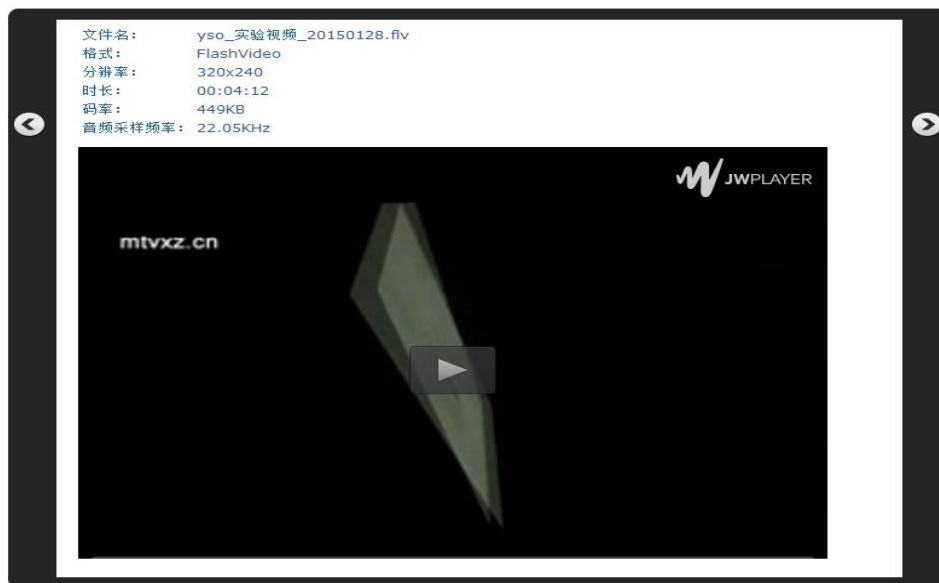 文件名： yso_实验视频_20150128.flv
格式： FlashVideo
分辨率： 320x240
时长： 00:04:12
码率： 449KB
音频采样频率： 22.05KHz
JWPLAYER
mtvxz.cn